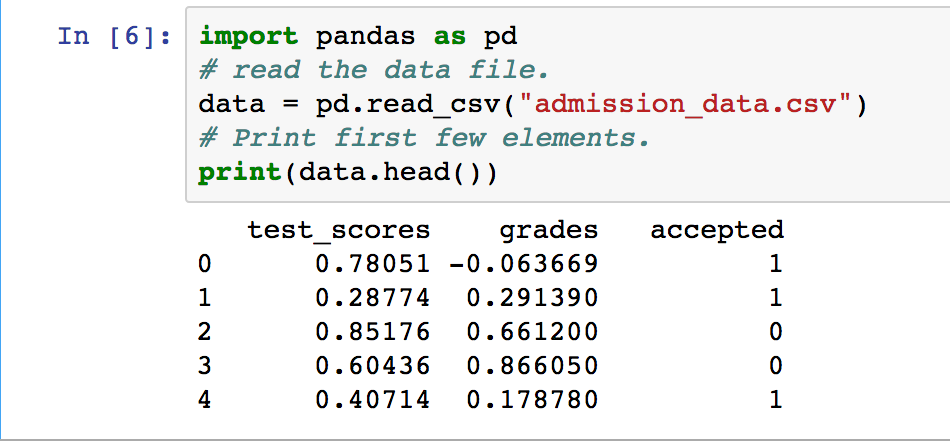 In [6]: import pandas as pd
# read the data file.
data = pd.read_csv("admission_data.csv")
# Print first few elements.
print(data.head())
test_scores grades accepted
0 0.78051 -0.063669 1
1 0.28774 0.291390 1
2 0.85176 0.661200 0
3 0.60436 0.866050 0
4 0.40714 0.178780 1